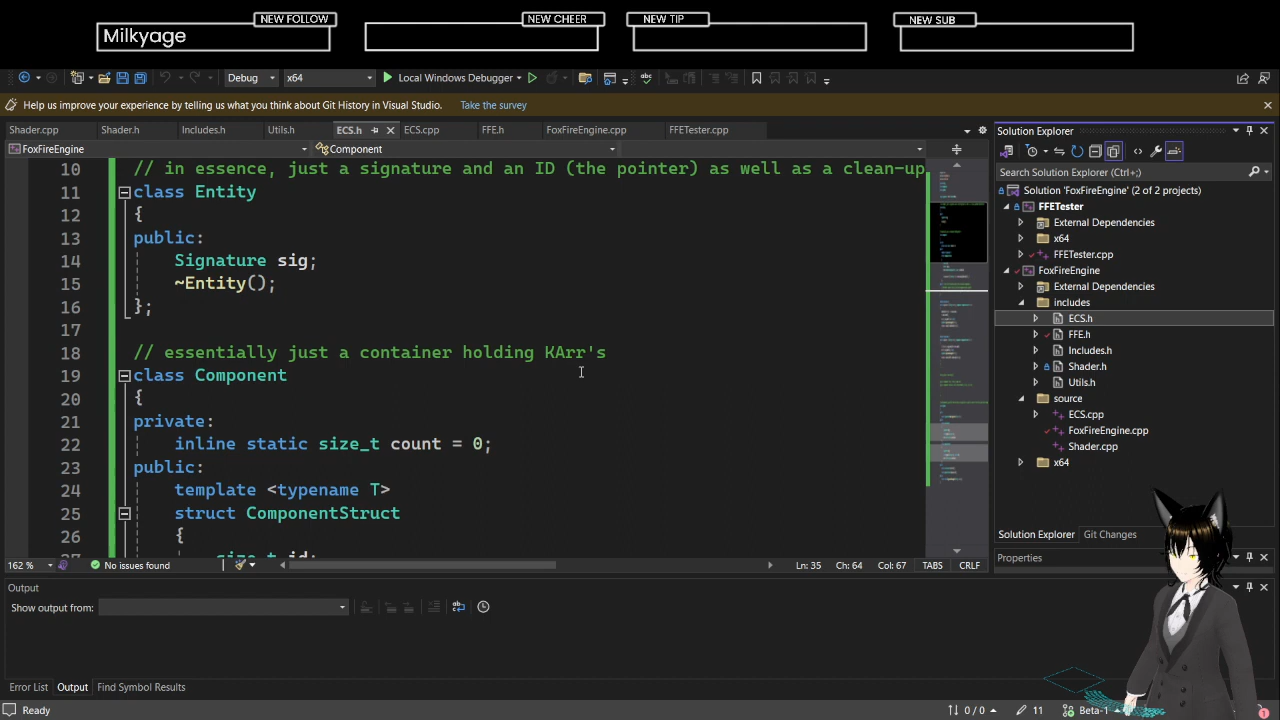 NEW FOLLOW
Milkyage
NEW CHEER
NEW TIP
NEW SUB
Debug
x64
Local Windows Debugger
Help us improve your experience by telling us what you think about Git History in Visual Studio. Take the survey
Shader.cpp
Shader.h
Includes.h
Utils.h
ECS.h
ECS.cpp
FFE.h
FoxFireEngine.cpp
FFETester.cpp
FoxFireEngine
Component
10 // in essence, just a signature and an ID (the pointer) as well as a clean-up
11 class Entity
12 {
13 public:
14 Signature sig;
15 ~Entity();
16 };
17
18 // essentially just a container holding KArr's
19 class Component
20 {
21 private:
22 inline static size_t count = 0;
23 public:
24 template <typename T>
25 struct ComponentStruct
26 {
27 size_t id;
162 %
No issues found
Ln: 35
Ch: 64
Col: 67
TABS
CRLF
Solution Explorer
Search Solution Explorer (Ctrl+;)
Solution 'FoxFireEngine' (2 of 2 projects)
FFETester
External Dependencies
x64
FFETester.cpp
FoxFireEngine
External Dependencies
includes
ECS.h
FFE.h
Includes.h
Shader.h
Utils.h
source
ECS.cpp
FoxFireEngine.cpp
Shader.cpp
x64
Solution Explorer
Git Changes
Properties
Output
Show output from:
Error List
Output
Find Symbol Results
Ready
0 / 0
11
Beta-1
1